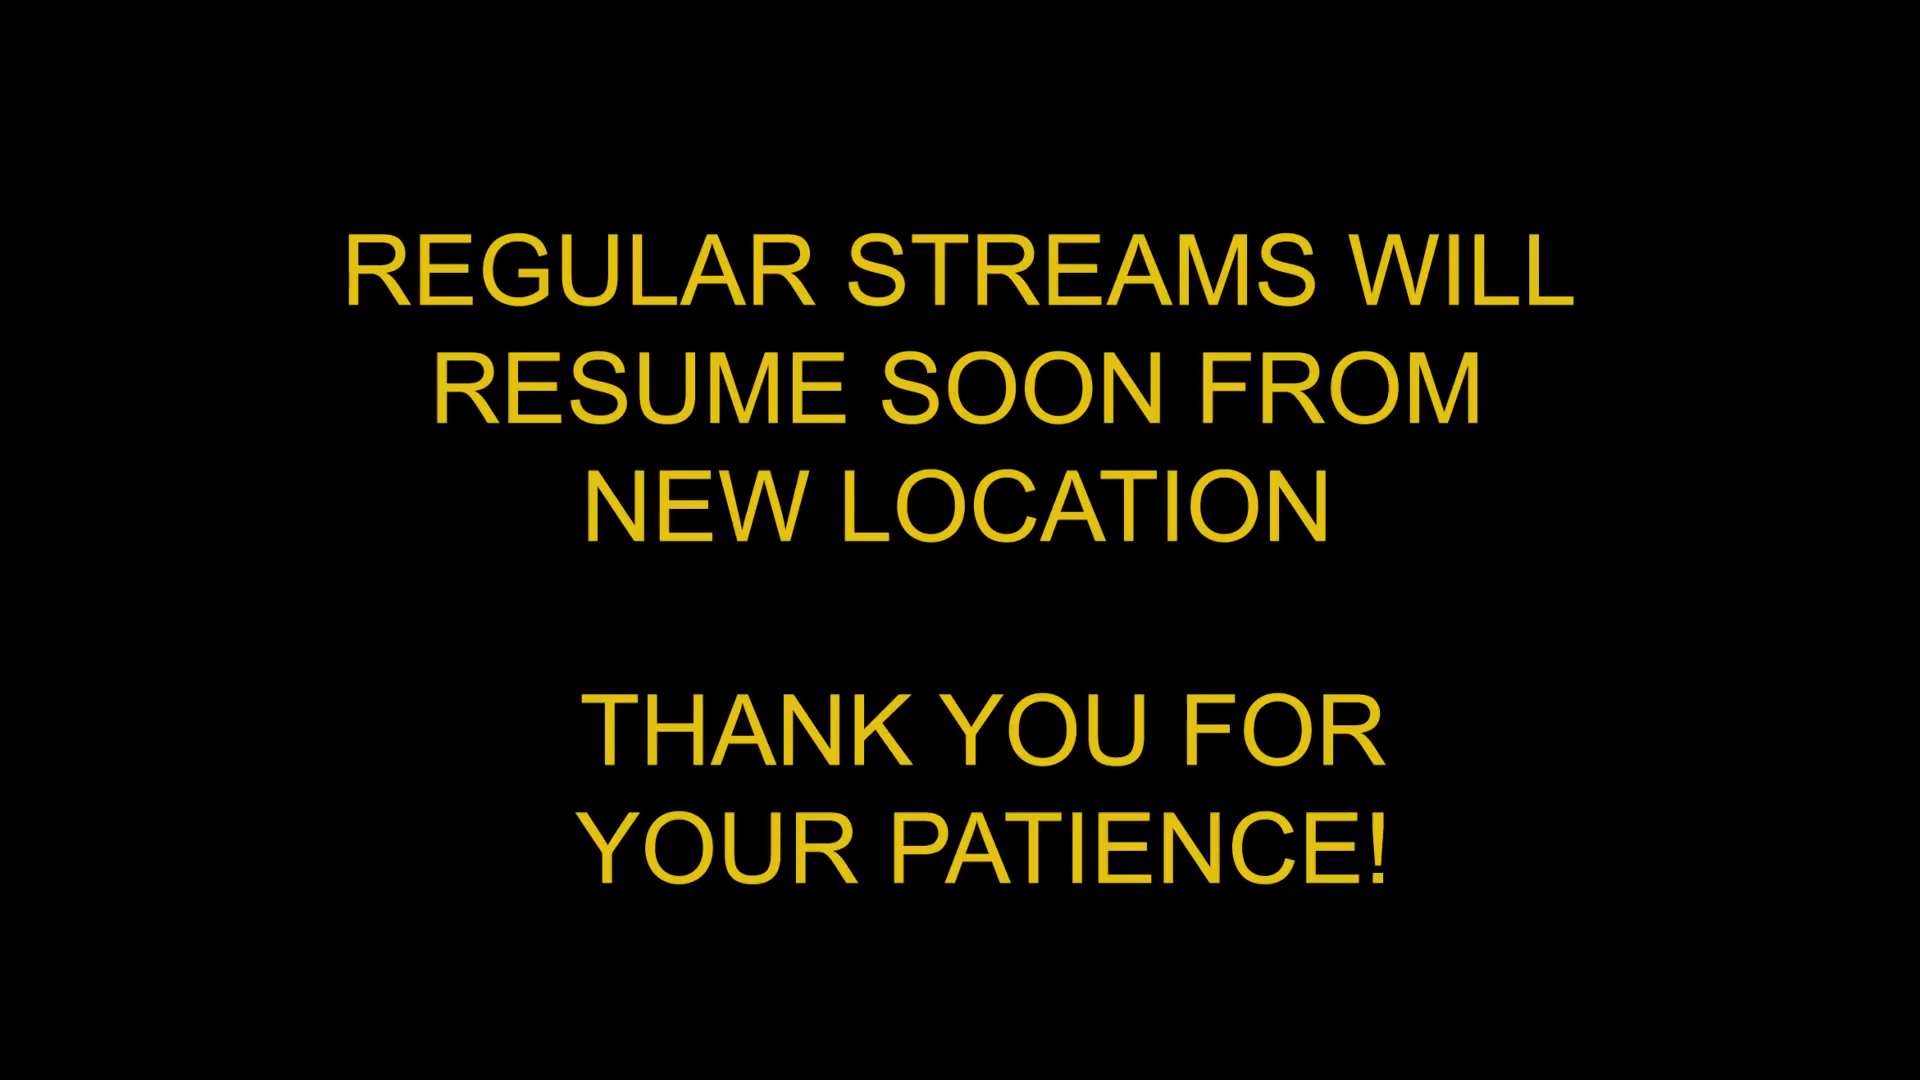 REGULAR STREAMS WILL
RESUME SOON FROM
NEW LOCATION
THANK YOU FOR
YOUR PATIENCE!